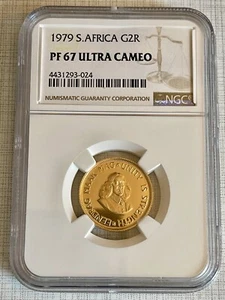 1979 S.AFRICA G2R
PF 67 ULTRA CAMEO
4431293-024
NUMISMATIC GUARANTY CORPORATION
NGC